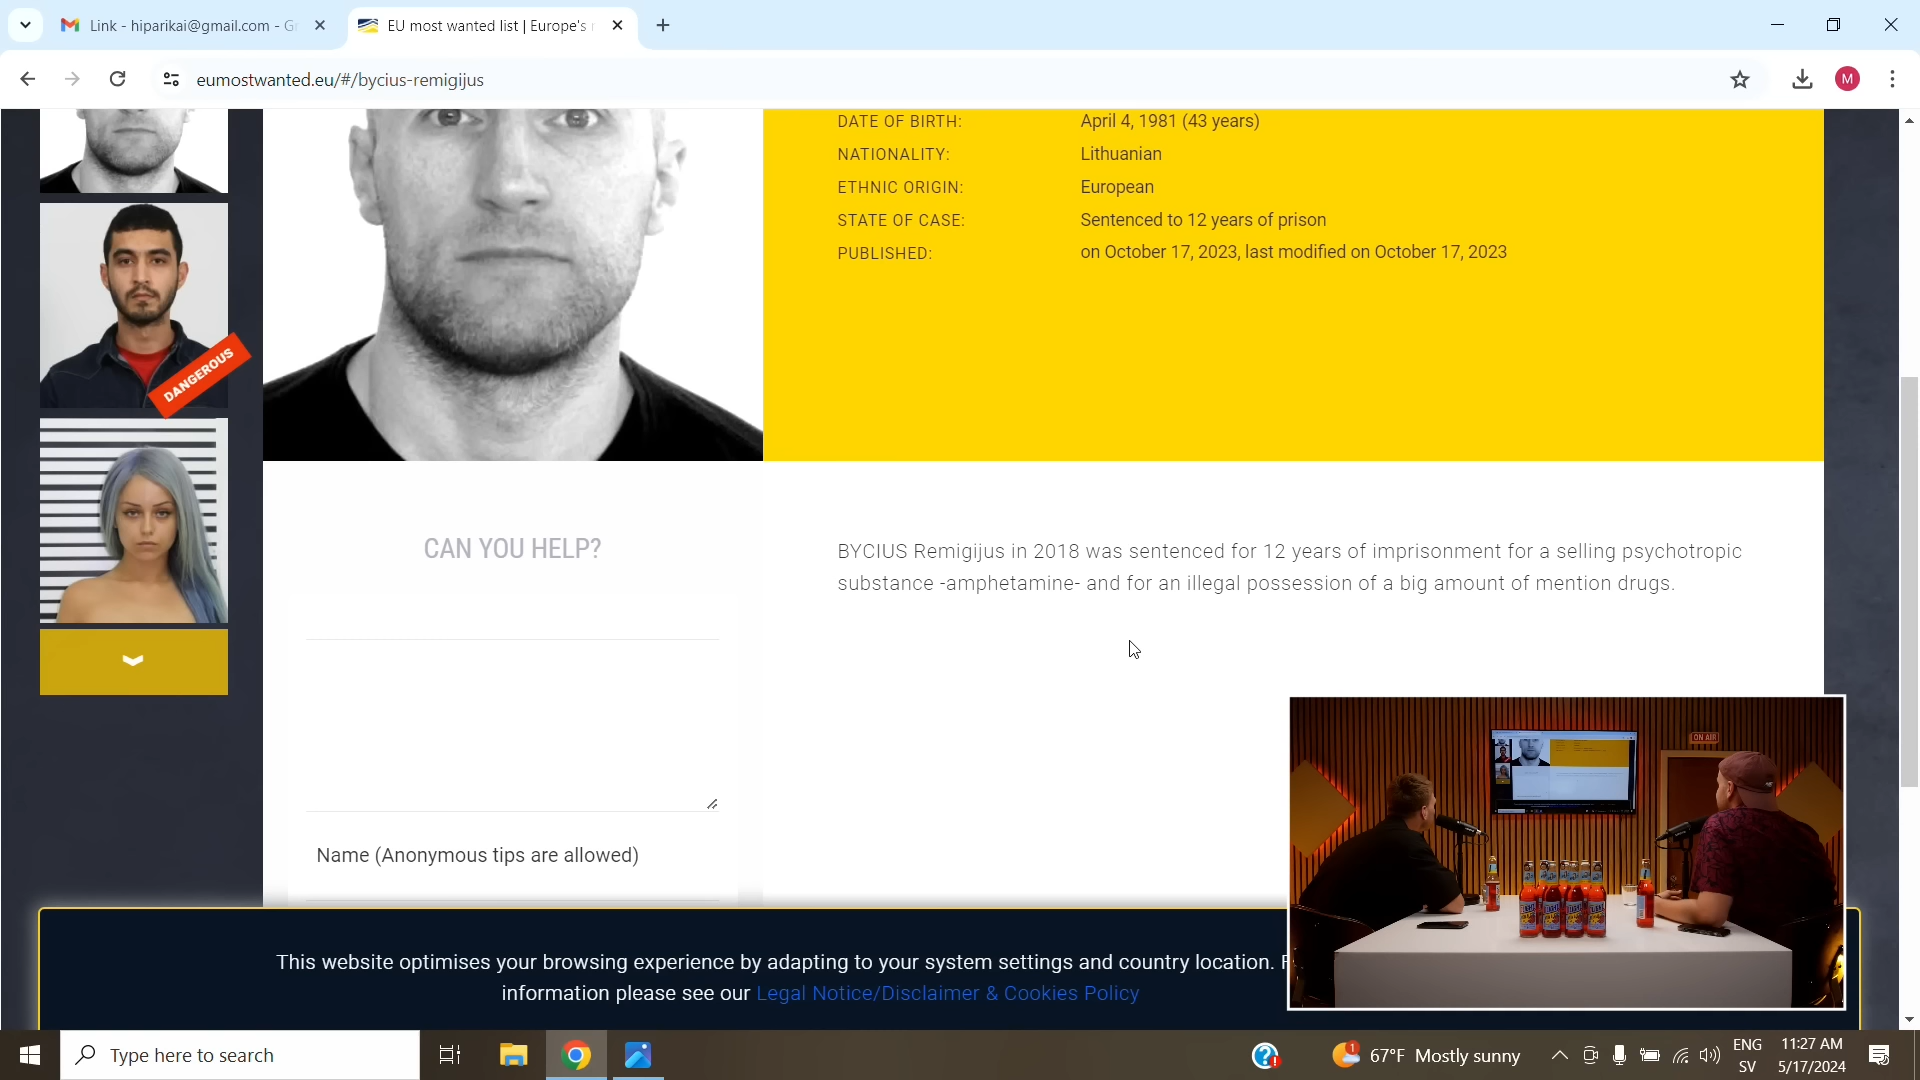 Link - hiparikai@gmail.com - G
EU most wanted list | Europe's
eumostwanted.eu/#/bycius-remigijus
M
DATE OF BIRTH: April 4, 1981 (43 years)
NATIONALITY: Lithuanian
ETHNIC ORIGIN: European
STATE OF CASE: Sentenced to 12 years of prison
PUBLISHED: on October 17, 2023, last modified on October 17, 2023
DANGEROUS
CAN YOU HELP?
BYCIUS Remigijus in 2018 was sentenced for 12 years of imprisonment for a selling psychotropic
substance -amphetamine- and for an illegal possession of a big amount of mention drugs.
ON AIR
Name (Anonymous tips are allowed)
This website optimises your browsing experience by adapting to your system settings and country location.
information please see our Legal Notice/Disclaimer & Cookies Policy
Type here to search
1
67°F Mostly sunny
ENG
SV
11:27 AM
5/17/2024